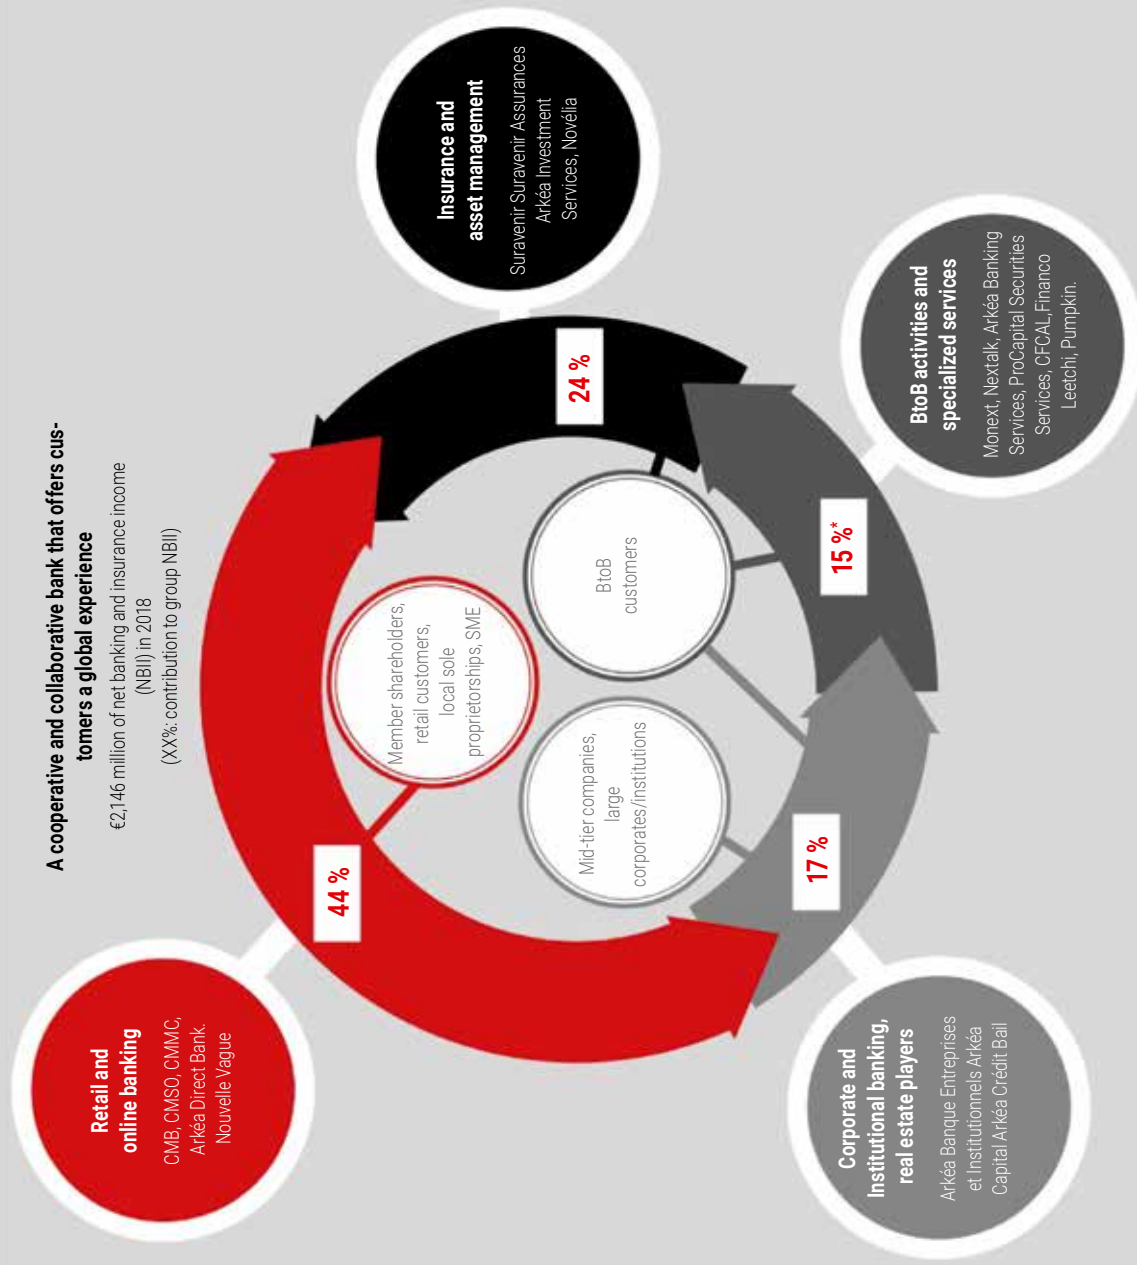 A cooperative and collaborative bank that offers cus-
tomers a global experience
€2,146 million of net banking and insurance income
(NBII) in 2018
(XX%: contribution to group NBII)
Retail and
online banking
CMB, CMSO, CMMC,
Arkéa Direct Bank.
Nouvelle Vague
44 %
Member shareholders,
retail customers,
local sole
proprietorships, SME
Insurance and
asset management
Suravenir Suravenir Assurances
Arkéa Investment
Services, Novélia
24 %
Mid-tier companies,
large
corporates/institutions
BtoB
customers
17 %
15 %*
Corporate and
Institutional banking,
real estate players
Arkéa Banque Entreprises
et Institutionnels Arkéa
Capital Arkéa Crédit Bail
BtoB activities and
specialized services
Monext, Nextalk, Arkéa Banking
Services, ProCapital Securities
Services, CFCAL,Financo
Leetchi, Pumpkin.